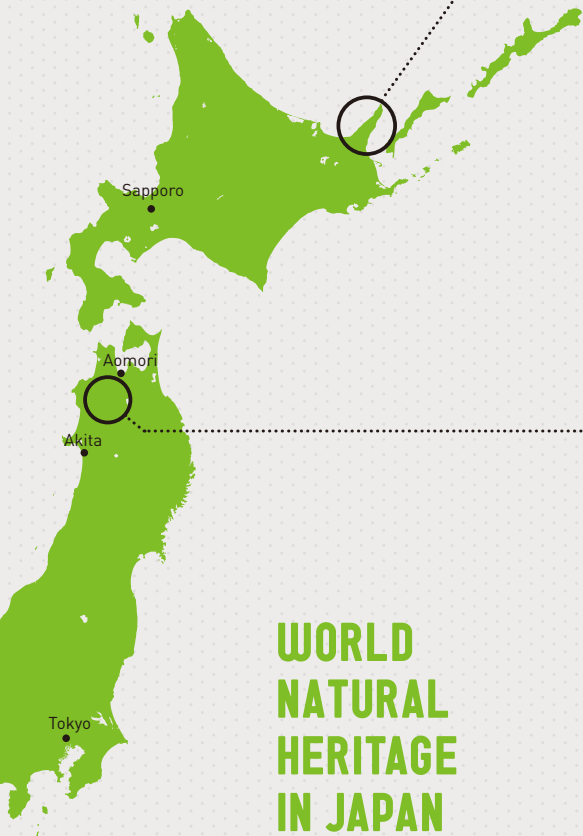 Sapporo
Aomori
Akita
Tokyo
WORLD
NATURAL
HERITAGE
IN JAPAN